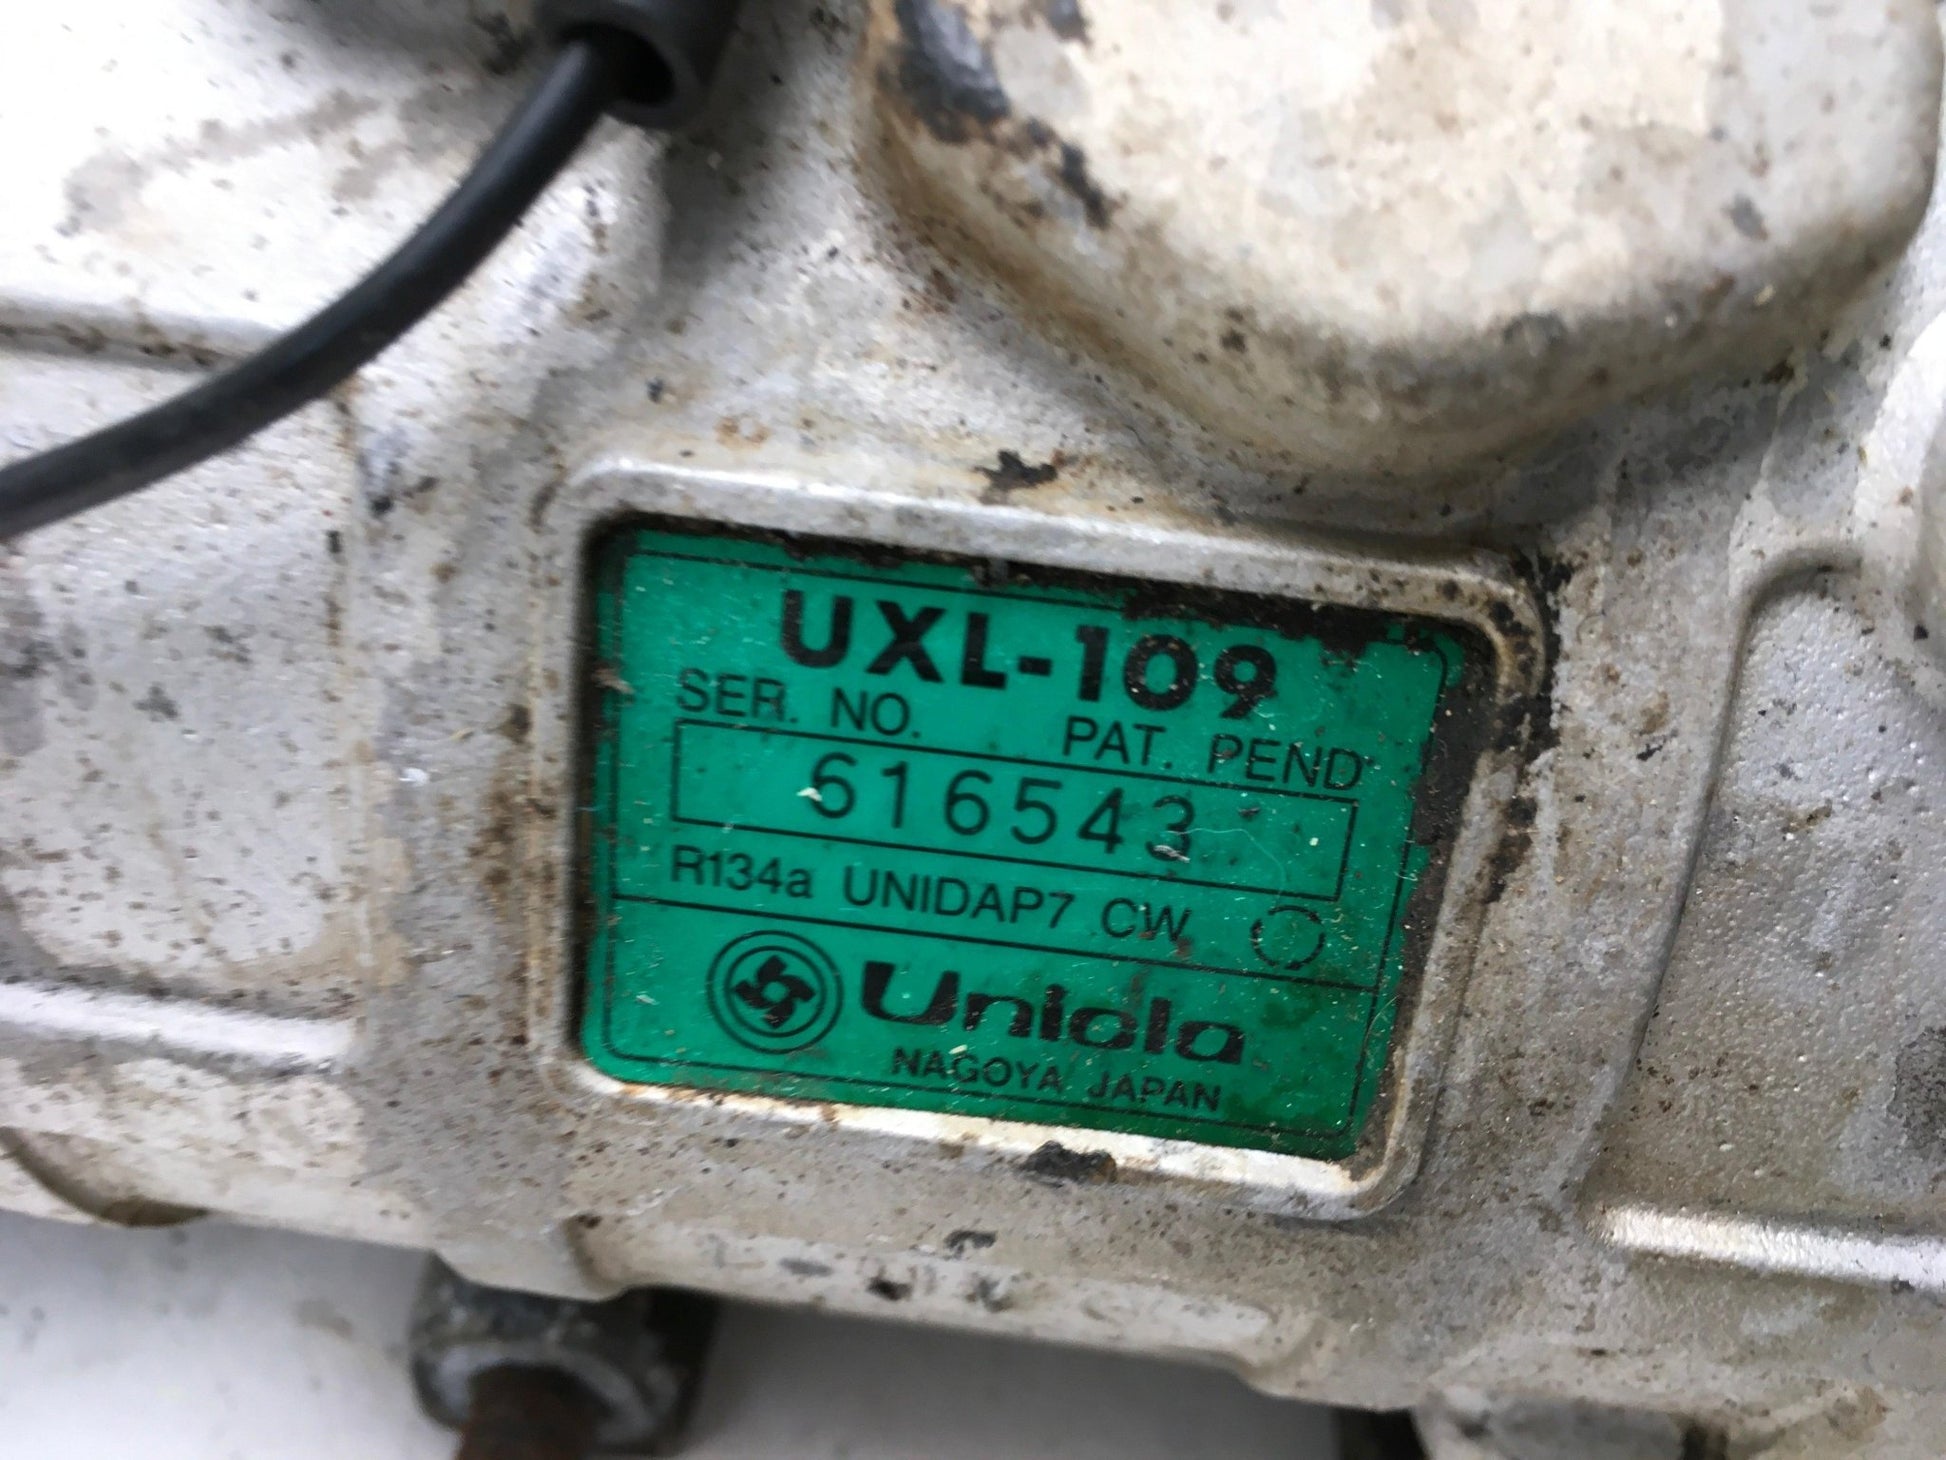 UXL-109
SER. NO. PAT. PEND
616543
R134a UNIDAP7 CW
Unicla
NAGOYA JAPAN